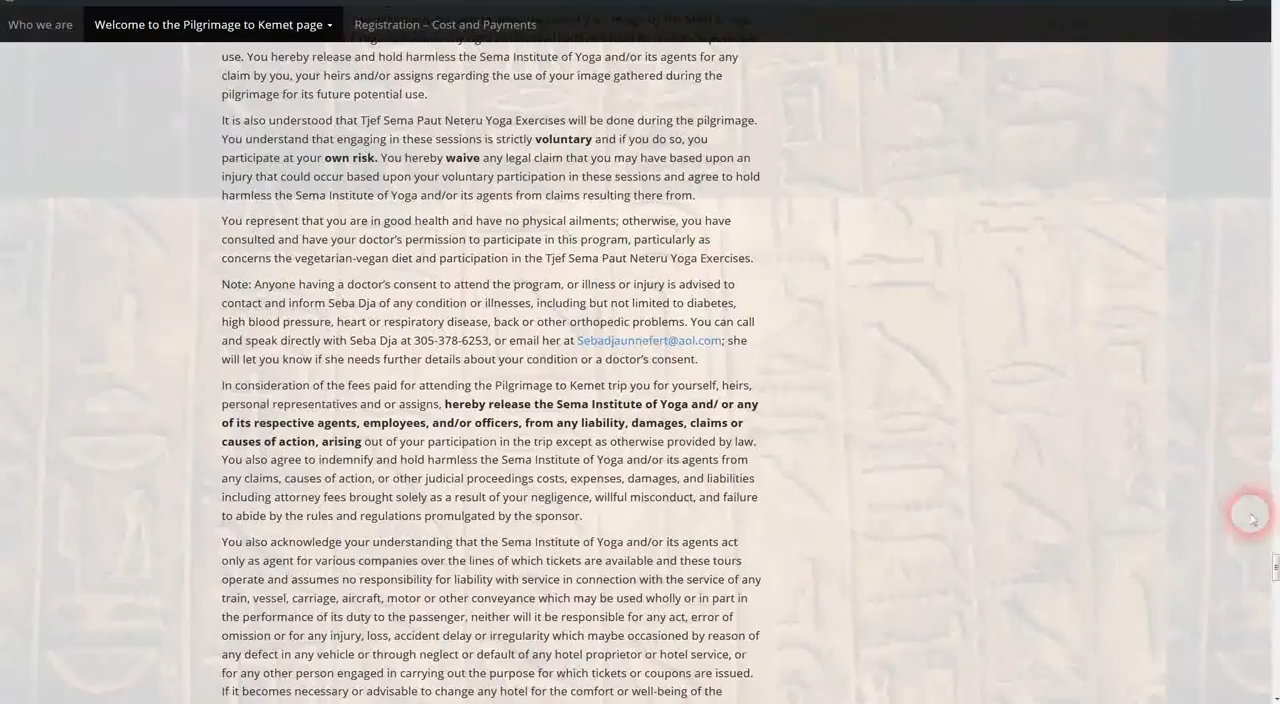 Who we are
Welcome to the Pilgrimage to Kemet page
Registration – Cost and Payments
use. You hereby release and hold harmless the Sema Institute of Yoga and/or its agents for any
claim by you, your heirs and/or assigns regarding the use of your image gathered during the
pilgrimage for its future potential use.
It is also understood that Tjef Sema Paut Neteru Yoga Exercises will be done during the pilgrimage.
You understand that engaging in these sessions is strictly voluntary and if you do so, you
participate at your own risk. You hereby waive any legal claim that you may have based upon an
injury that could occur based upon your voluntary participation in these sessions and agree to hold
harmless the Sema Institute of Yoga and/or its agents from claims resulting there from.
You represent that you are in good health and have no physical ailments; otherwise, you have
consulted and have your doctor's permission to participate in this program, particularly as
concerns the vegetarian-vegan diet and participation in the Tjef Sema Paut Neteru Yoga Exercises.
Note: Anyone having a doctor's consent to attend the program, or illness or injury is advised to
contact and inform Seba Dja of any condition or illnesses, including but not limited to diabetes,
high blood pressure, heart or respiratory disease, back or other orthopedic problems. You can call
and speak directly with Seba Dja at 305-378-6253, or email her at Sebadjaunnefert@aol.com; she
will let you know if she needs further details about your condition or a doctor's consent.
In consideration of the fees paid for attending the Pilgrimage to Kemet trip you for yourself, heirs,
personal representatives and or assigns, hereby release the Sema Institute of Yoga and/ or any
of its respective agents, employees, and/or officers, from any liability, damages, claims or
causes of action, arising out of your participation in the trip except as otherwise provided by law.
You also agree to indemnify and hold harmless the Sema Institute of Yoga and/or its agents from
any claims, causes of action, or other judicial proceedings costs, expenses, damages, and liabilities
including attorney fees brought solely as a result of your negligence, willful misconduct, and failure
to abide by the rules and regulations promulgated by the sponsor.
You also acknowledge your understanding that the Sema Institute of Yoga and/or its agents act
only as agent for various companies over the lines of which tickets are available and these tours
operate and assumes no responsibility for liability with service in connection with the service of any
train, vessel, carriage, aircraft, motor or other conveyance which may be used wholly or in part in
the performance of its duty to the passenger, neither will it be responsible for any act, error of
omission or for any injury, loss, accident delay or irregularity which maybe occasioned by reason of
any defect in any vehicle or through neglect or default of any hotel proprietor or hotel service, or
for any other person engaged in carrying out the purpose for which tickets or coupons are issued.
If it becomes necessary or advisable to change any hotel for the comfort or well-being of the